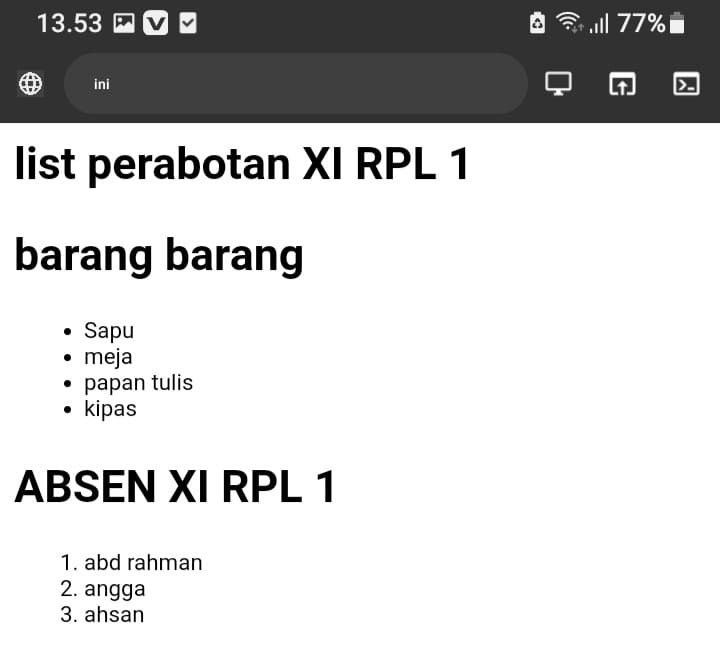 13.53 77%
ini
list perabotan XI RPL 1
barang barang
• Sapu
• meja
• papan tulis
• kipas
ABSEN XI RPL 1
1. abd rahman
2. angga
3. ahsan